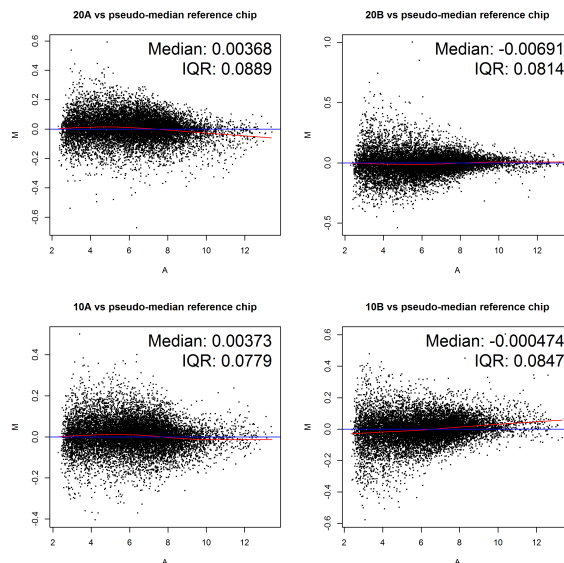 20A vs pseudo-median reference chip
20B vs pseudo-median reference chip
Median: 0.00368
IQR: 0.0889
Median: -0.00691
IQR: 0.0814
M
0.6
0.4
0.2
0.0
-0.2
-0.4
-0.6
2 4 6 8 10 12
A
M
1.0
0.5
0.0
-0.5
2 4 6 8 10 12
A
10A vs pseudo-median reference chip
10B vs pseudo-median reference chip
Median: 0.00373
IQR: 0.0779
Median: -0.000474
IQR: 0.0847
M
0.4
0.2
0.0
-0.2
-0.4
2 4 6 8 10 12
A
M
0.6
0.4
0.2
0.0
-0.2
-0.4
-0.6
2 4 6 8 10 12
A